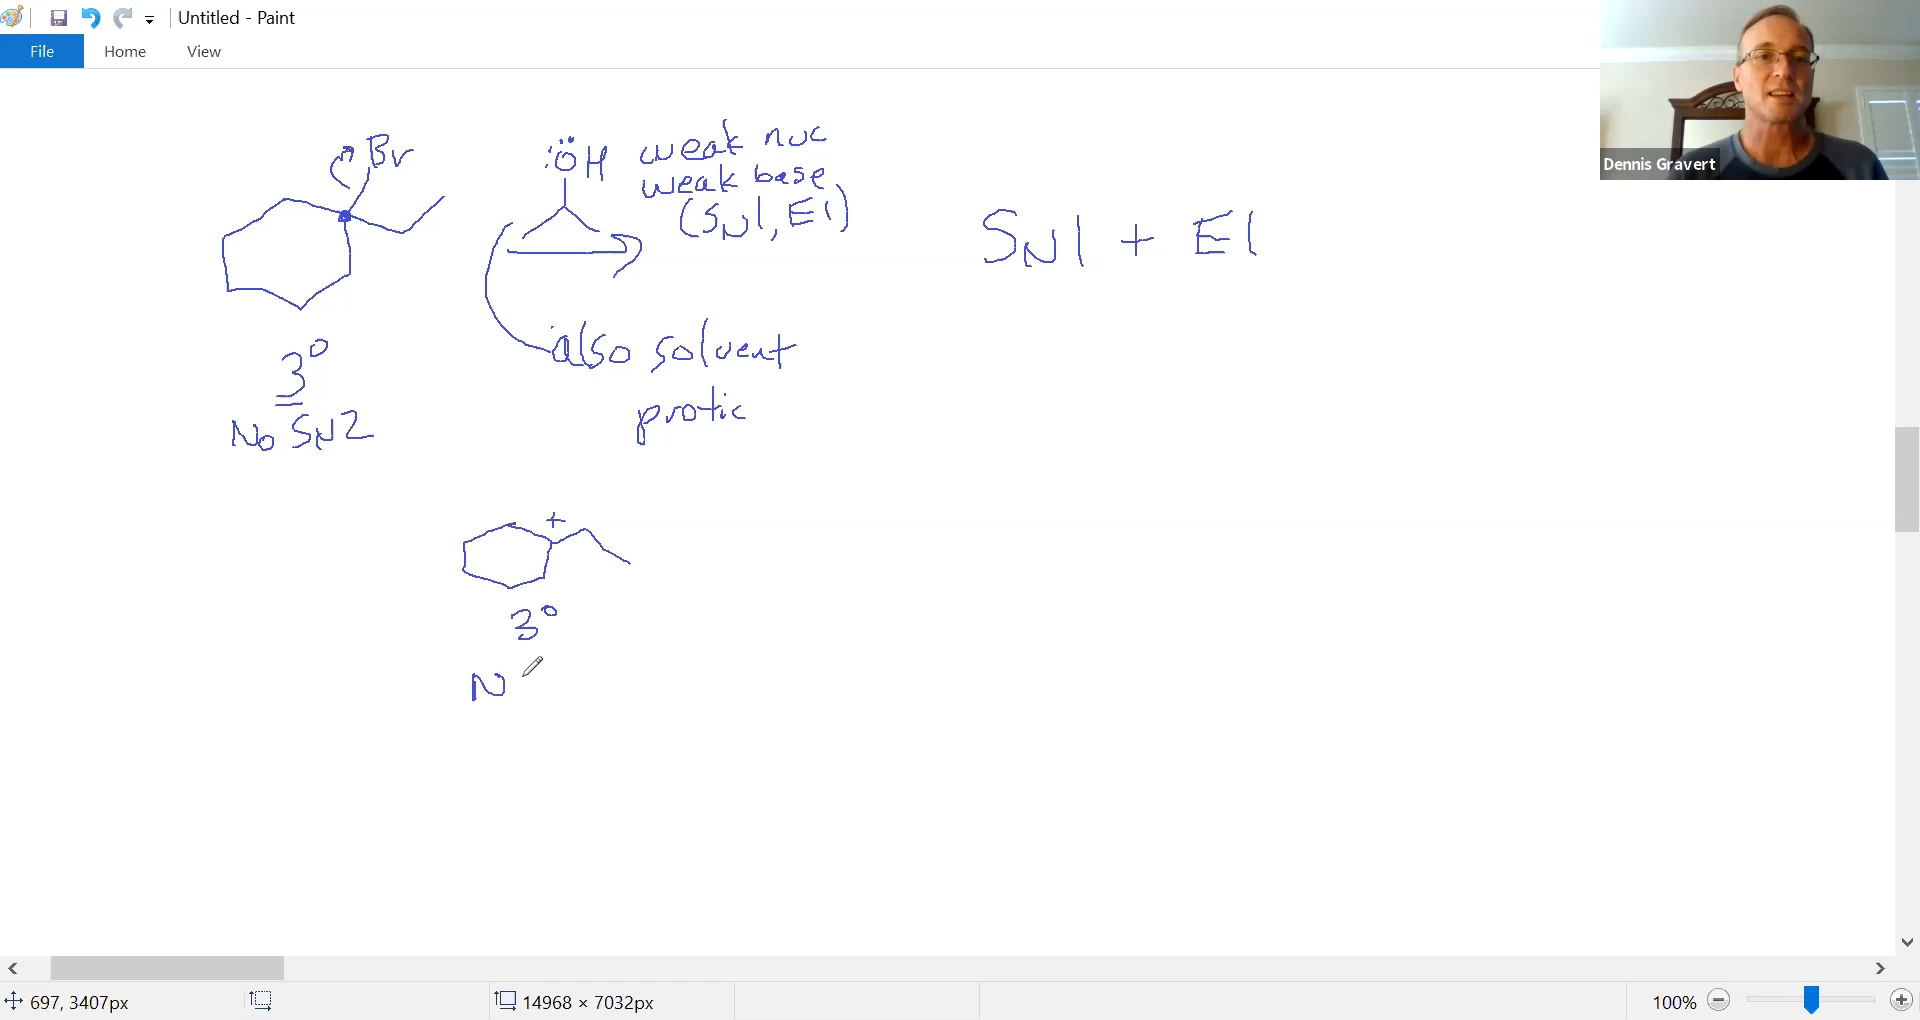 Untitled - Paint
File Home View
Dennis Gravert
Br
:ÖH
weak nuc
weak base
(SN1, E1)
SN1 + E1
3°
No SN2
also solvent
protic
+
3°
N
697, 3407px
14968 × 7032px
100%